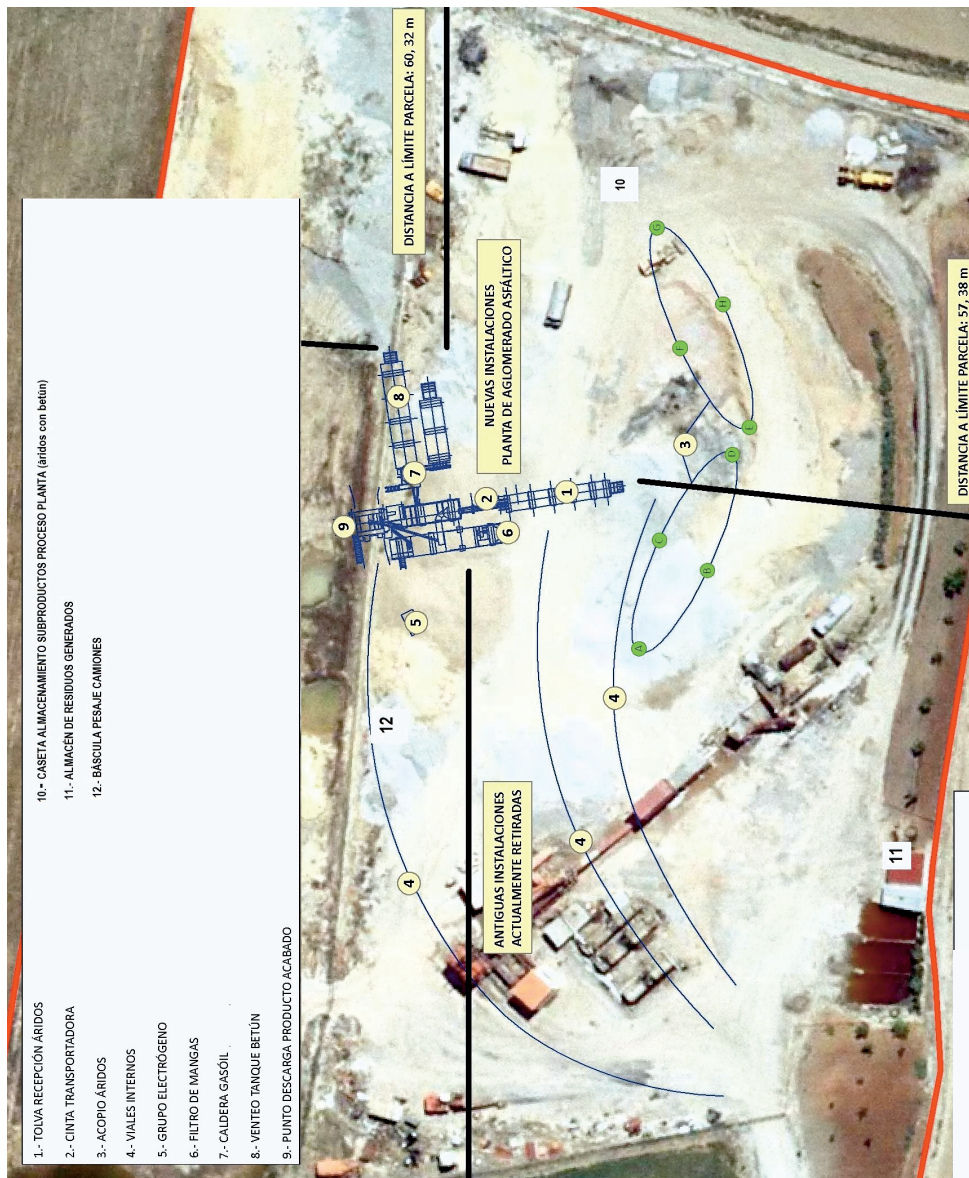 1.- TOLVA RECEPCIÓN ÁRIDOS
2.- CINTA TRANSPORTADORA
3.- ACOPIO ÁRIDOS
4.- VIALES INTERNOS
5.- GRUPO ELECTRÓGENO
6.- FILTRO DE MANGAS
7.- CALDERA GASÓIL
8.- VENTEO TANQUE BETÚN
9.- PUNTO DESCARGA PRODUCTO ACABADO
10.- CASETA ALMACENAMIENTO SUBPRODUCTOS PROCESO PLANTA (áridos con betún)
11.- ALMACÉN DE RESIDUOS GENERADOS
12.- BÁSCULA PESAJE CAMIONES
DISTANCIA A LÍMITE PARCELA: 60, 32 m
NUEVAS INSTALACIONES
PLANTA DE AGLOMERADO ASFÁLTICO
ANTIGUAS INSTALACIONES
ACTUALMENTE RETIRADAS
DISTANCIA A LÍMITE PARCELA: 57, 38 m
9
7
8
6
2
1
5
12
4
4
4
3
10
11
A
B
C
D
E
F
G
H